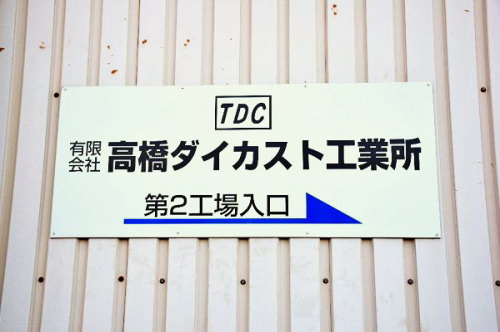 TDC
有限会社 高橋ダイカスト工業所
第2工場入口